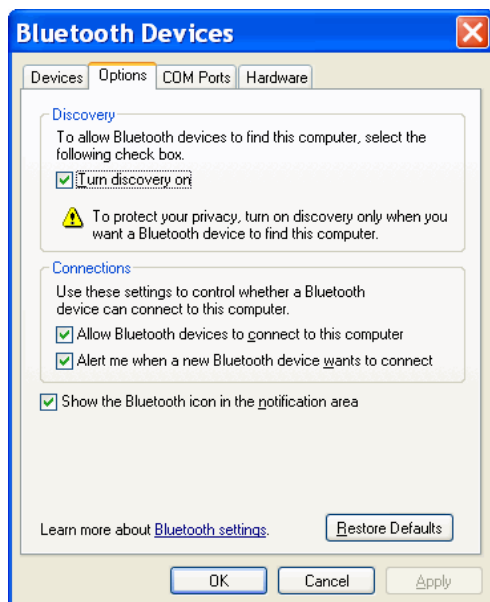 Bluetooth Devices
Devices Options COM Ports Hardware
Discovery
To allow Bluetooth devices to find this computer, select the
following check box.
Turn discovery on
To protect your privacy, turn on discovery only when you
want a Bluetooth device to find this computer.
Connections
Use these settings to control whether a Bluetooth
device can connect to this computer.
Allow Bluetooth devices to connect to this computer
Alert me when a new Bluetooth device wants to connect
Show the Bluetooth icon in the notification area
Learn more about Bluetooth settings. Restore Defaults
OK Cancel Apply